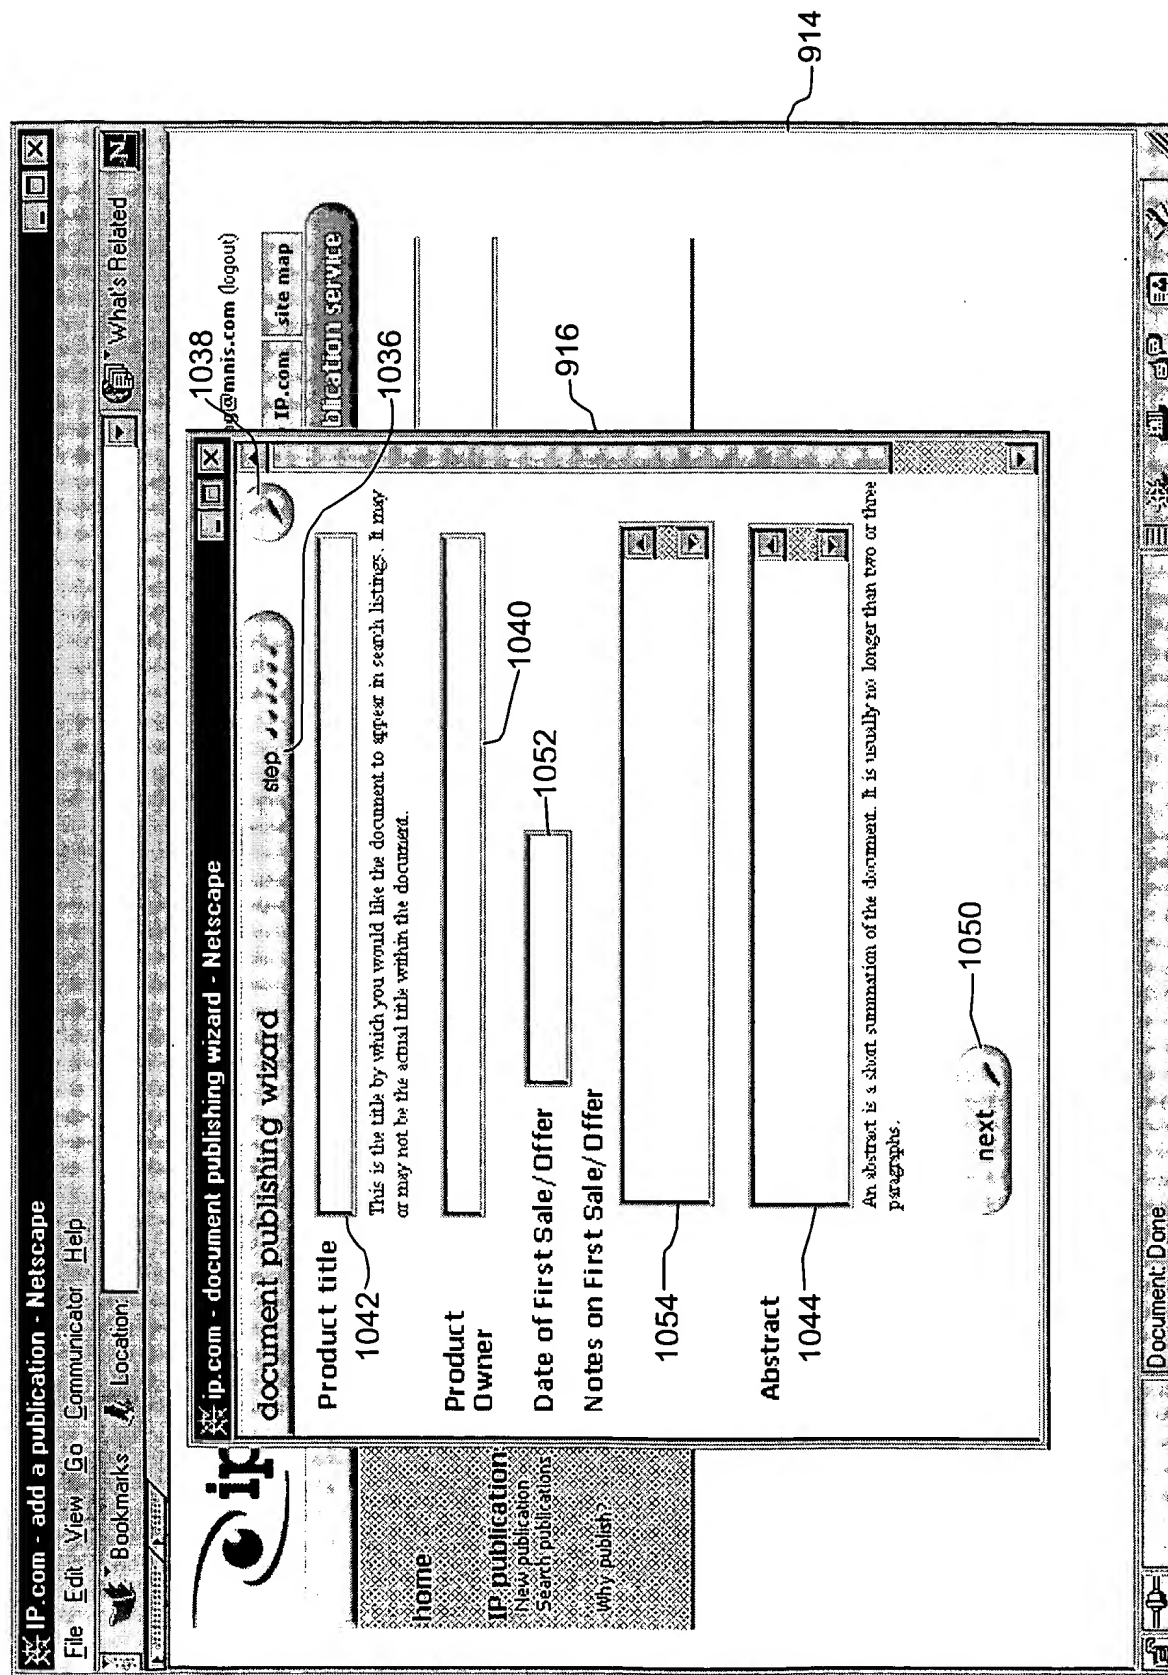 IP.com - add a publication - Netscape
File Edit View Go Communicator Help
Bookmarks Location: What's Related N
ip
og@mnis.com (logout)
IP.com site map
blication service
home
IP publication
New publication
Search publications
Why publish?
ip.com - document publishing wizard - Netscape
document publishing wizard step
1038
1036
Product title
1042
This is the title by which you would like the document to appear in search listings. It may
or may not be the actual title within the document.
Product
Owner
1040
Date of First Sale/Offer
1052
Notes on First Sale/Offer
1054
Abstract
1044
An abstract is a short summation of the document. It is usually no longer than two or three
paragraphs.
next
1050
916
914
Document: Done